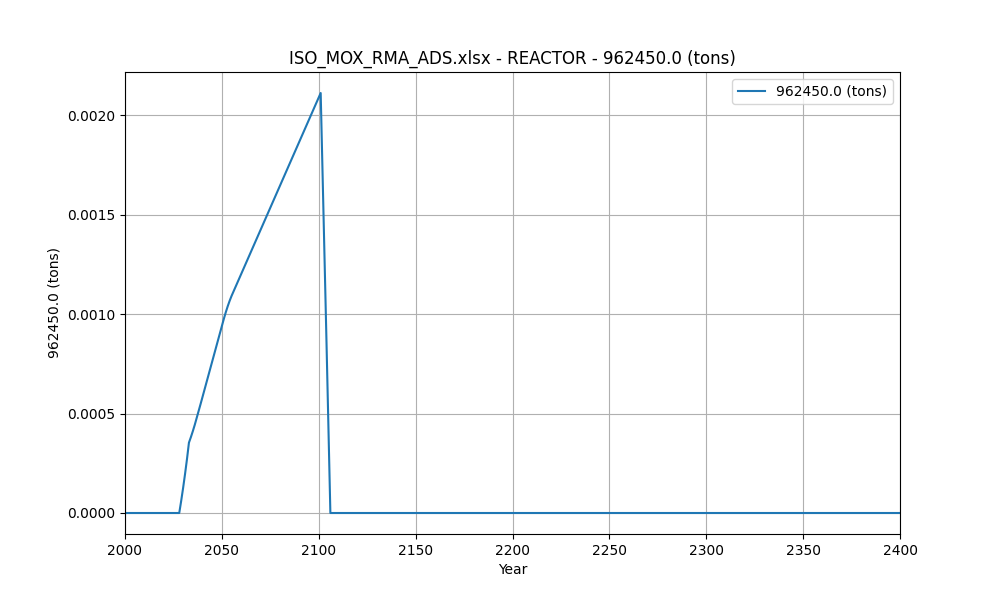 ISO_MOX_RMA_ADS.xlsx - REACTOR - 962450.0 (tons)
962450.0 (tons)
0.0020
0.0015
0.0010
0.0005
0.0000
962450.0 (tons)
2000 2050 2100 2150 2200 2250 2300 2350 2400
Year